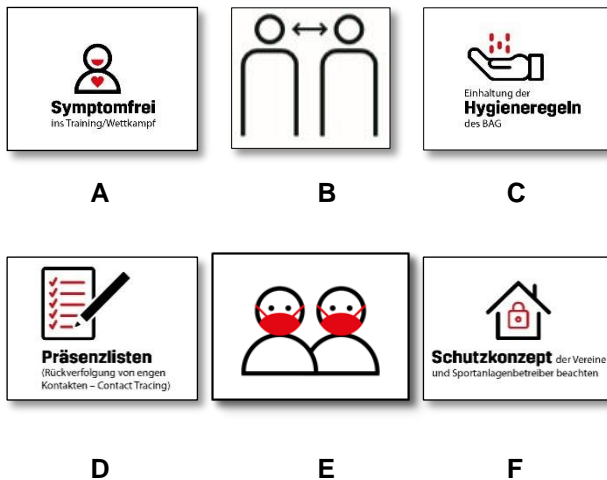 Symptomfrei
ins Training/Wettkampf
Einhaltung der
Hygieneregeln
des BAG
A
B
C
Präsenzlisten
(Rückverfolgung von engen
Kontakten – Contact Tracing)
Schutzkonzept der Vereine
und Sportanlagenbetreiber beachten
D
E
F